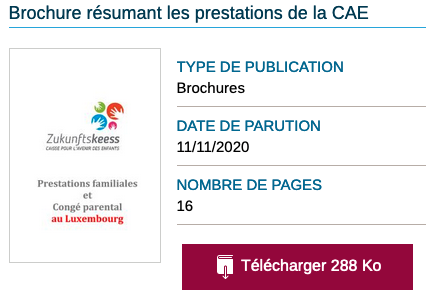 Brochure résumant les prestations de la CAE
Zukunftskeess
CAISSE POUR L'AVENIR DES ENFANTS
Prestations familiales
et
Congé parental
au Luxembourg
TYPE DE PUBLICATION
Brochures
DATE DE PARUTION
11/11/2020
NOMBRE DE PAGES
16
Télécharger 288 Ko